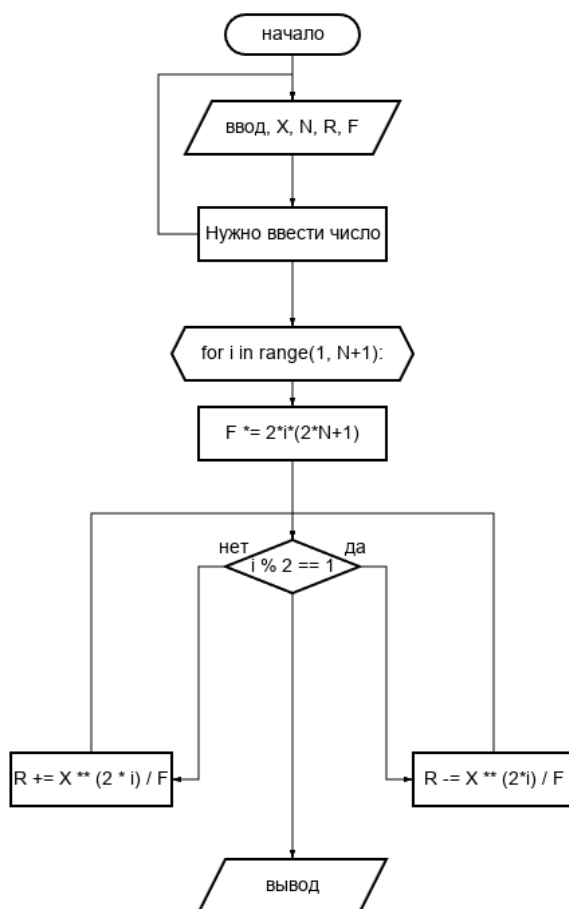 начало
ввод, X, N, R, F
Нужно ввести число
for i in range(1, N+1):
F *= 2*i*(2*N+1)
нет
да
i % 2 == 1
R += X ** (2 * i) / F
R -= X ** (2*i) / F
вывод